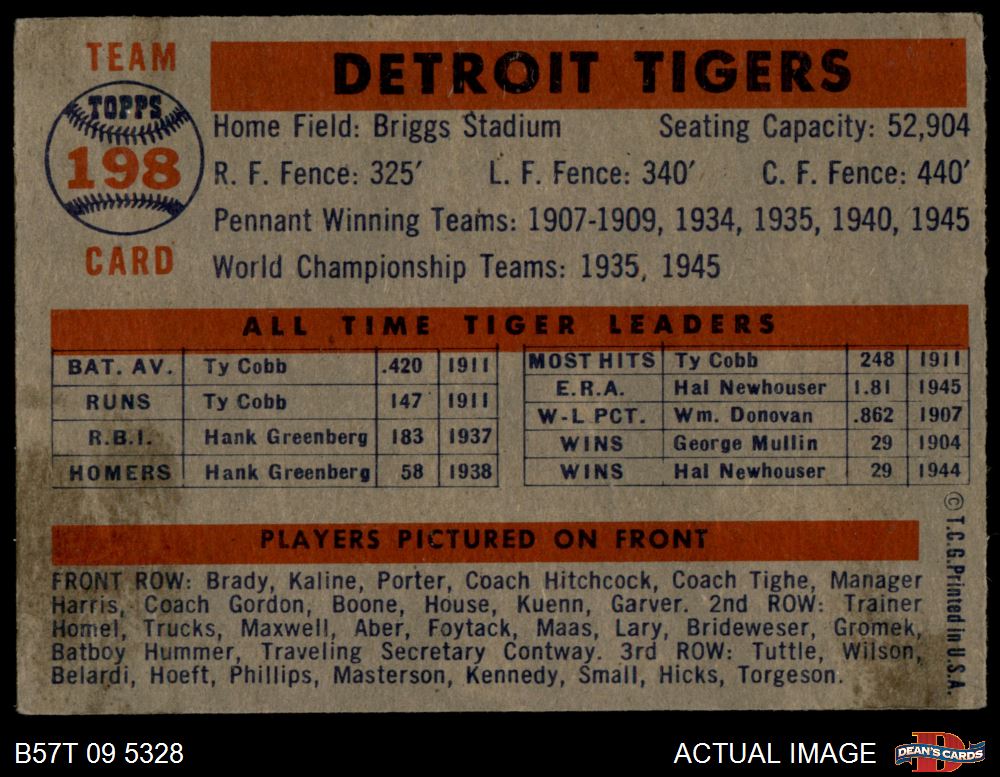 TEAM
TOPPS
198
CARD
DETROIT TIGERS
Home Field: Briggs Stadium Seating Capacity: 52,904
R. F. Fence: 325′ L. F. Fence: 340′ C. F. Fence: 440′
Pennant Winning Teams: 1907-1909, 1934, 1935, 1940, 1945
World Championship Teams: 1935, 1945
ALL TIME TIGER LEADERS
BAT. AV. Ty Cobb .420 1911
RUNS Ty Cobb 147 1911
R.B.I. Hank Greenberg 183 1937
HOMERS Hank Greenberg 58 1938
MOST HITS Ty Cobb 248 1911
E.R.A. Hal Newhouser 1.81 1945
W-L PCT. Wm. Donovan .862 1907
WINS George Mullin 29 1904
WINS Hal Newhouser 29 1944
PLAYERS PICTURED ON FRONT
FRONT ROW: Brady, Kaline, Porter, Coach Hitchcock, Coach Tighe, Manager
Harris, Coach Gordon, Boone, House, Kuenn, Garver. 2nd ROW: Trainer
Homel, Trucks, Maxwell, Aber, Foytack, Maas, Lary, Brideweser, Gromek,
Batboy Hummer, Traveling Secretary Contway. 3rd ROW: Tuttle, Wilson,
Belardi, Hoeft, Phillips, Masterson, Kennedy, Small, Hicks, Torgeson.
© T.C.G. Printed in U.S.A.
B57T 09 5328
ACTUAL IMAGE
DEAN'S CARDS